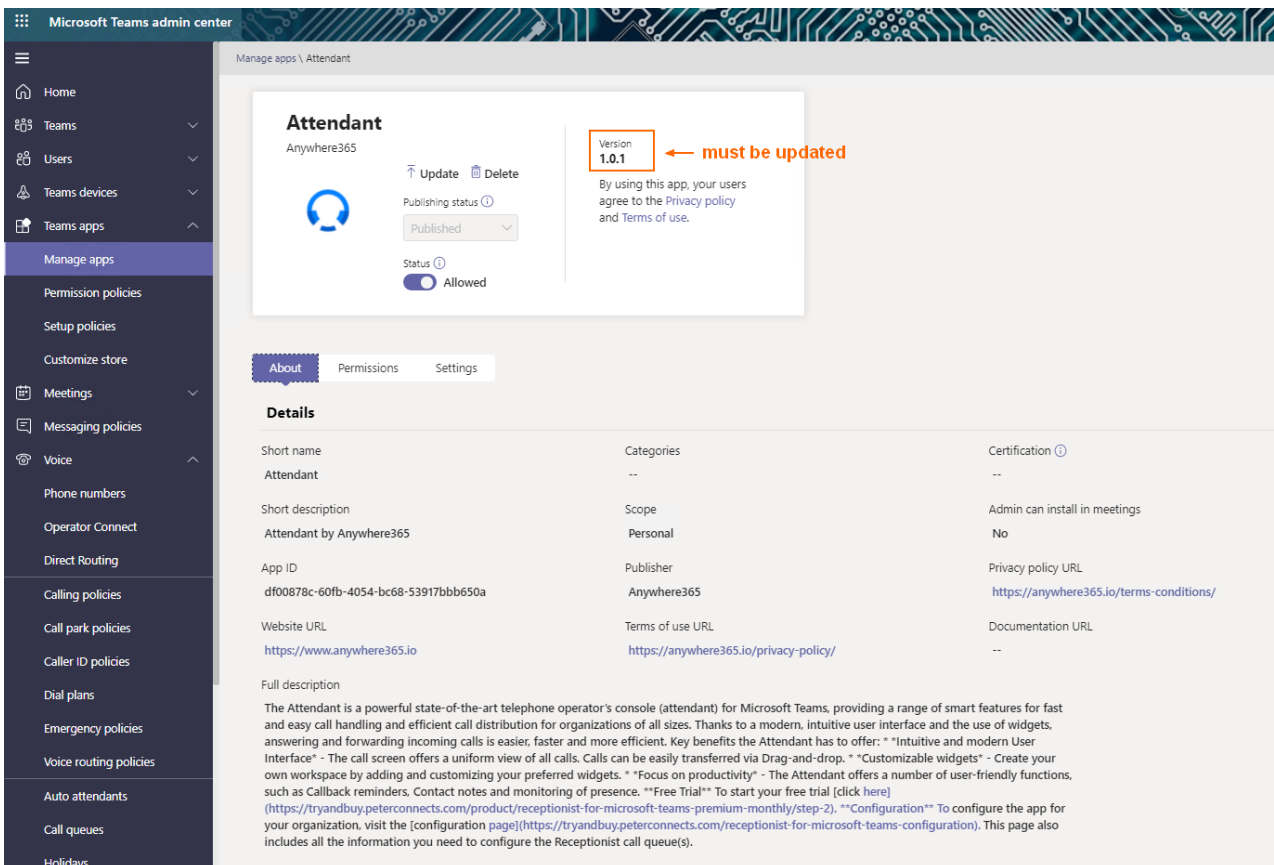 Microsoft Teams admin center
Home
Teams
Users
Teams devices
Teams apps
Manage apps
Permission policies
Setup policies
Customize store
Meetings
Messaging policies
Voice
Phone numbers
Operator Connect
Direct Routing
Calling policies
Call park policies
Caller ID policies
Dial plans
Emergency policies
Voice routing policies
Auto attendants
Call queues
Holidays
Manage apps \ Attendant
Attendant
Anywhere365
Update Delete
Publishing status
Published
Status
Allowed
Version
1.0.1
must be updated
By using this app, your users
agree to the Privacy policy
and Terms of use.
About Permissions Settings
Details
Short name Categories Certification
Attendant -- --
Short description Scope Admin can install in meetings
Attendant by Anywhere365 Personal No
App ID Publisher Privacy policy URL
df00878c-60fb-4054-bc68-53917bbb650a Anywhere365 https://anywhere365.io/terms-conditions/
Website URL Terms of use URL Documentation URL
https://www.anywhere365.io https://anywhere365.io/privacy-policy/ --
Full description
The Attendant is a powerful state-of-the-art telephone operator's console (attendant) for Microsoft Teams, providing a range of smart features for fast
and easy call handling and efficient call distribution for organizations of all sizes. Thanks to a modern, intuitive user interface and the use of widgets,
answering and forwarding incoming calls is easier, faster and more efficient. Key benefits the Attendant has to offer: * *Intuitive and modern User
Interface* - The call screen offers a uniform view of all calls. Calls can be easily transferred via Drag-and-drop. * *Customizable widgets* - Create your
own workspace by adding and customizing your preferred widgets. * *Focus on productivity* - The Attendant offers a number of user-friendly functions,
such as Callback reminders, Contact notes and monitoring of presence. **Free Trial** To start your free trial [click here]
(https://tryandbuy.peterconnects.com/product/receptionist-for-microsoft-teams-premium-monthly/step-2). **Configuration** To configure the app for
your organization, visit the [configuration page](https://tryandbuy.peterconnects.com/receptionist-for-microsoft-teams-configuration). This page also
includes all the information you need to configure the Receptionist call queue(s).